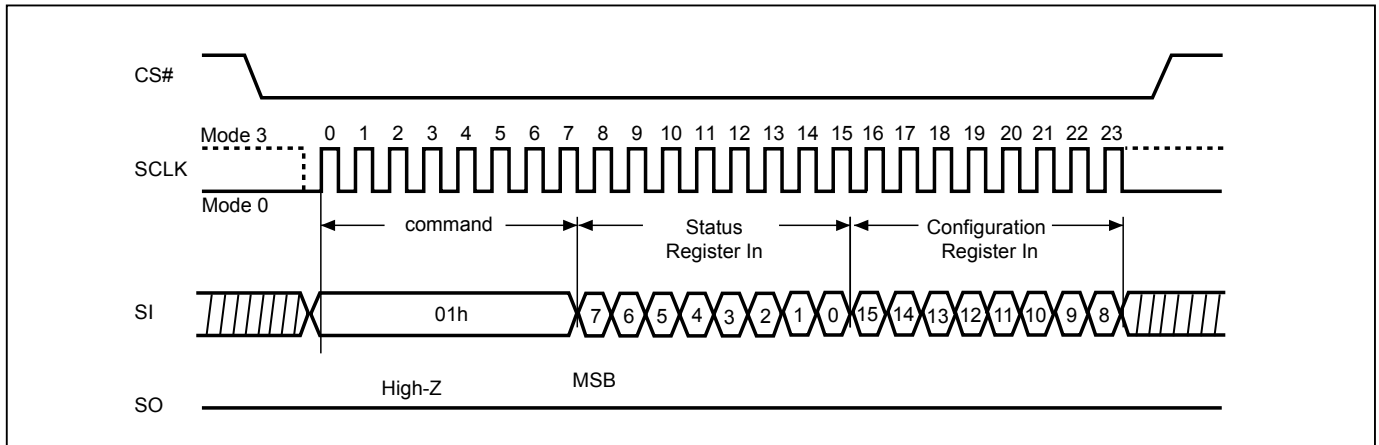 CS#
Mode 3
0 1 2 3 4 5 6 7 8 9 10 11 12 13 14 15 16 17 18 19 20 21 22 23
SCLK
Mode 0
command
Status
Register In
Configuration
Register In
SI
01h
7 6 5 4 3 2 1 0 15 14 13 12 11 10 9 8
High-Z
MSB
SO